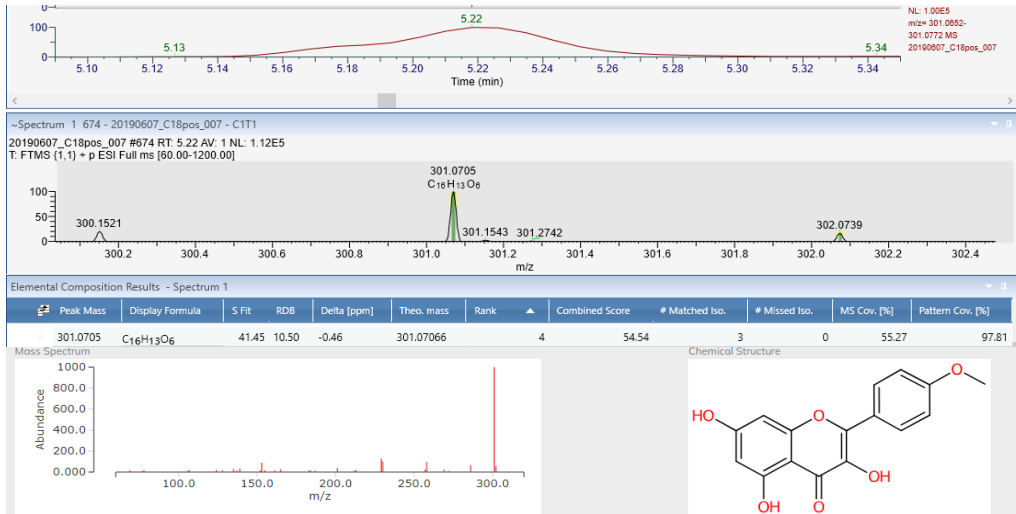 0
NL: 1.00E5
m/z= 301.0652-
301.0772 MS
20190607_C18pos_007
100
5.13
5.22
5.34
0
5.10 5.12 5.14 5.16 5.18 5.20 5.22 5.24 5.26 5.28 5.30 5.32 5.34
Time (min)
~Spectrum 1 674 - 20190607_C18pos_007 - C1T1
20190607_C18pos_007 #674 RT: 5.22 AV: 1 NL: 1.12E5
T: FTMS {1,1} + p ESI Full ms [60.00-1200.00]
301.0705
C₁₆H₁₃O₆
100
50
0
300.1521
301.1543
301.2742
302.0739
300.2 300.4 300.6 300.8 301.0 301.2 301.4 301.6 301.8 302.0 302.2 302.4
m/z
Elemental Composition Results - Spectrum 1
Peak Mass Display Formula S Fit RDB Delta [ppm] Theo. mass Rank Combined Score # Matched Iso. # Missed Iso. MS Cov. [%] Pattern Cov. [%]
301.0705 C₁₆H₁₃O₆ 41.45 10.50 -0.46 301.07066 4 54.54 3 0 55.27 97.81
Mass Spectrum
1000
800.0
600.0
400.0
200.0
0.000
Abundance
100.0 150.0 200.0 250.0 300.0
m/z
Chemical Structure
O
HO
O
OH
OH
O